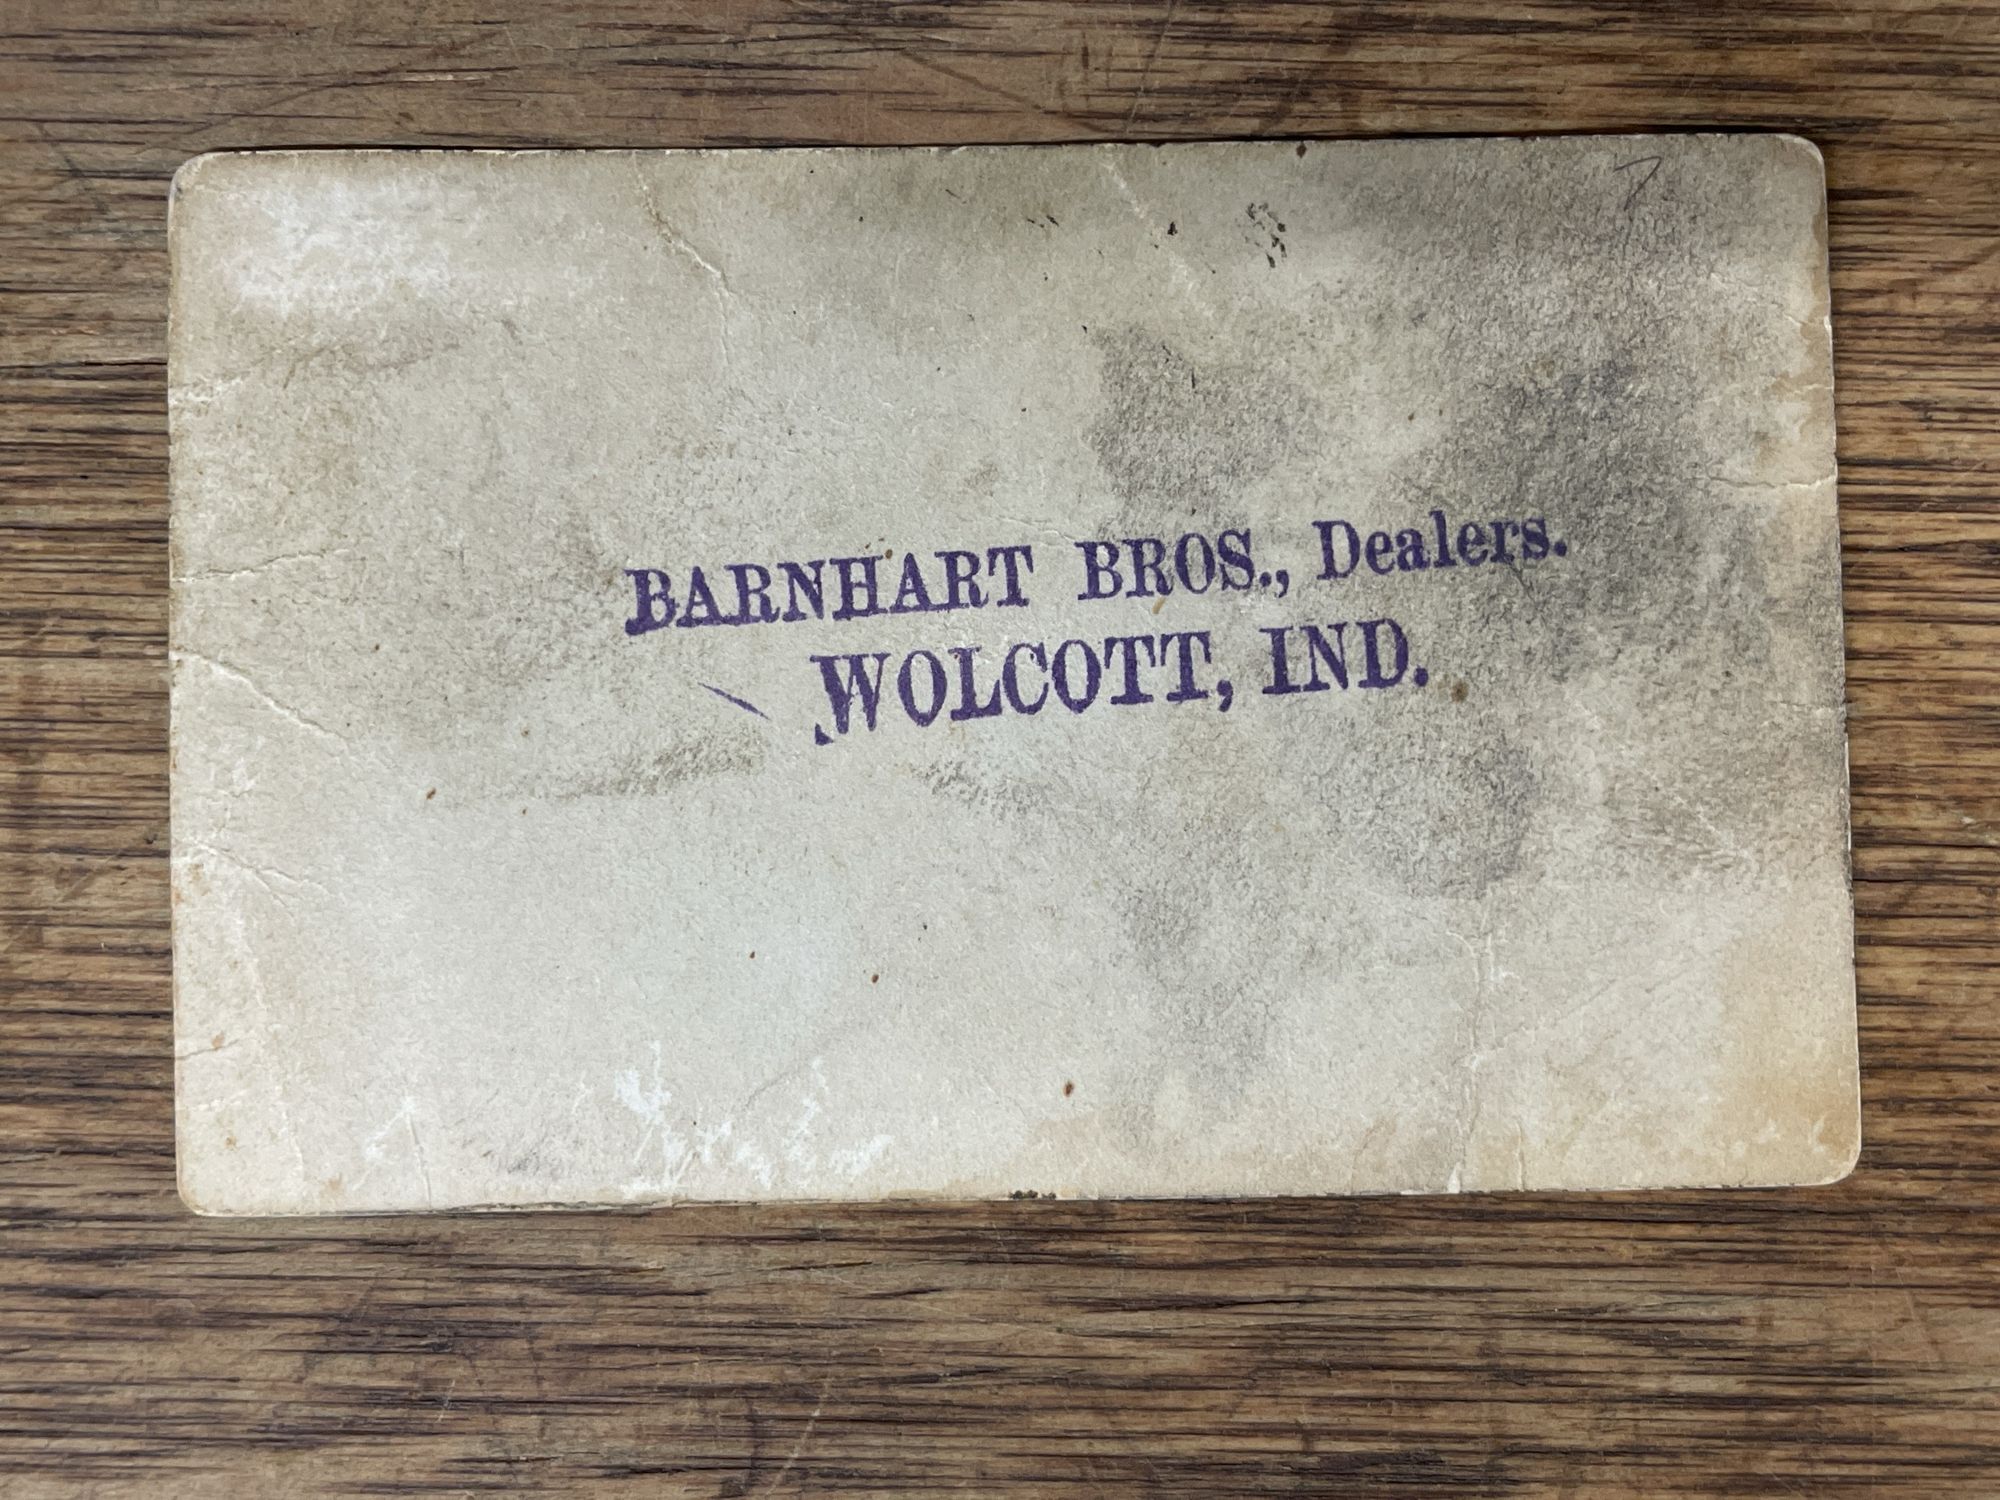 BARNHART BROS., Dealers.
WOLCOTT, IND.